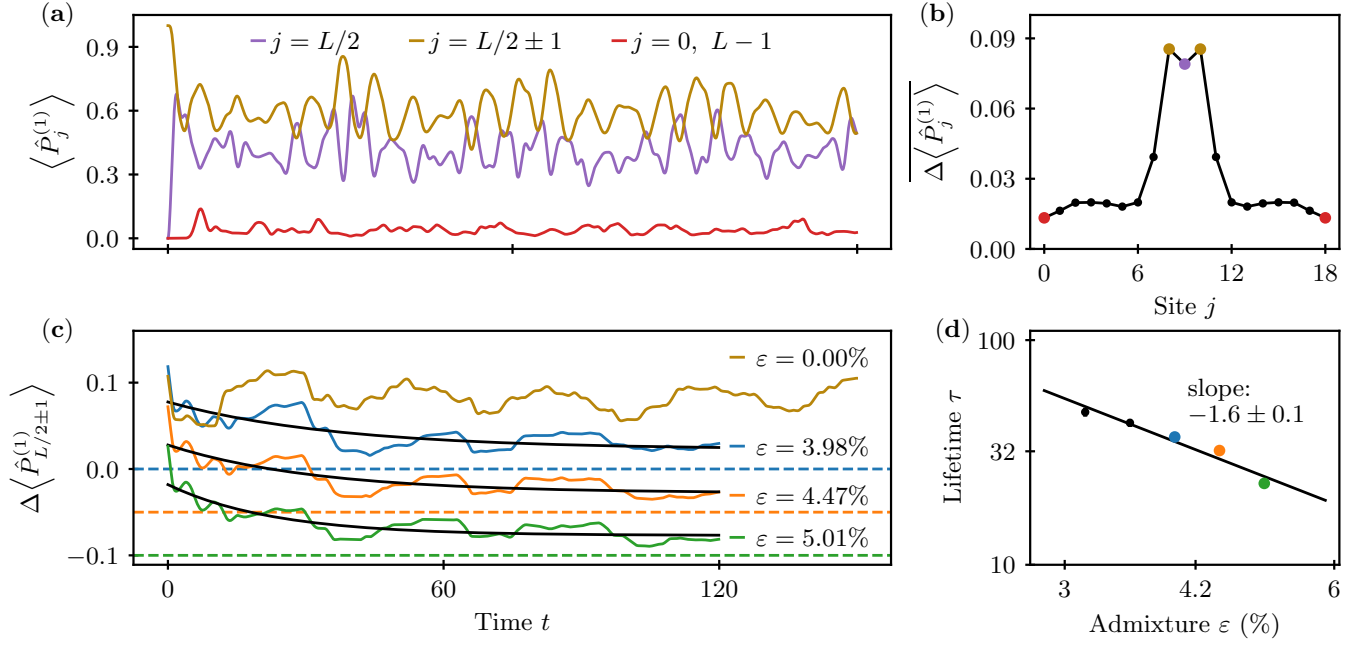 (a)
⟨P̂_j^{(1)}⟩
0.9
0.6
0.3
0.0
j = L/2
j = L/2 ± 1
j = 0, L − 1
(b)
Δ⟨P̂_j^{(1)}⟩
0.09
0.06
0.03
0.00
0
6
12
18
Site j
(c)
Δ⟨P̂_{L/2±1}^{(1)}⟩
0.1
0.0
−0.1
ε = 0.00%
ε = 3.98%
ε = 4.47%
ε = 5.01%
0
60
120
Time t
(d)
Lifetime τ
100
32
10
slope:
−1.6 ± 0.1
3
4.2
6
Admixture ε (%)